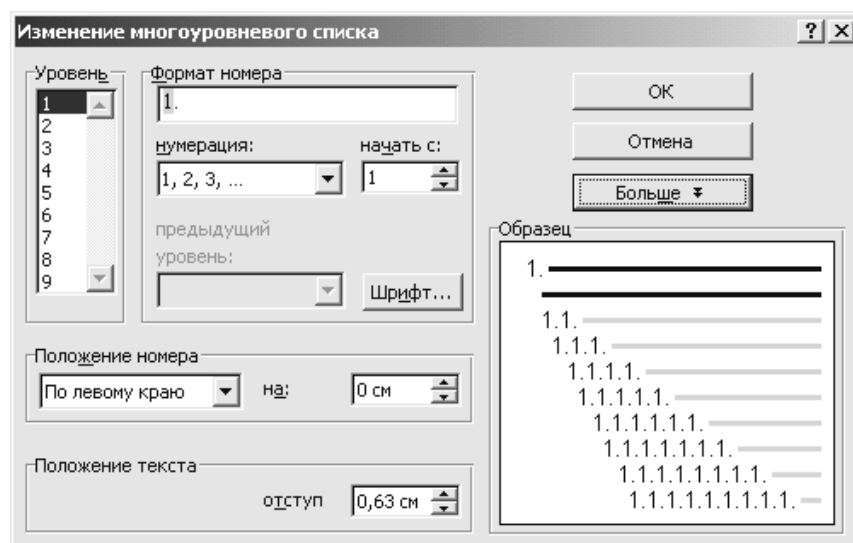 Изменение многоуровневого списка
Уровень
1
2
3
4
5
6
7
8
9
Формат номера
1.
нумерация:
начать с:
1, 2, 3, ...
1
предыдущий
уровень:
Шрифт...
Положение номера
По левому краю
на:
0 см
Положение текста
отступ
0,63 см
ОК
Отмена
Больше
Образец
1.
1.1.
1.1.1.
1.1.1.1.
1.1.1.1.1.
1.1.1.1.1.1.
1.1.1.1.1.1.1.
1.1.1.1.1.1.1.1.
1.1.1.1.1.1.1.1.1.